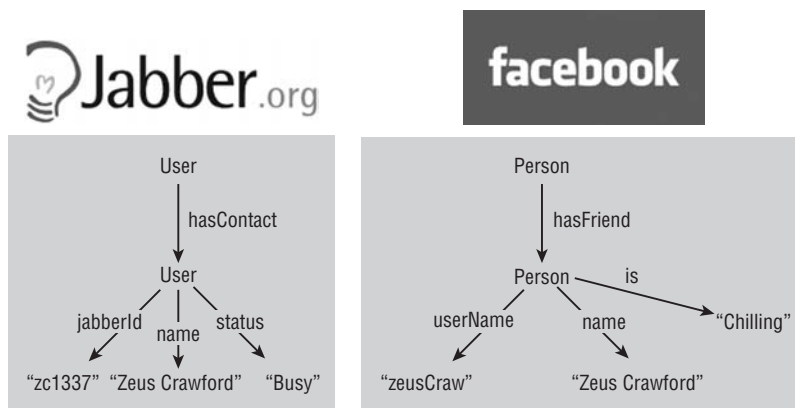 Jabber.org
User
hasContact
User
jabberId
name
status
"zc1337" "Zeus Crawford" "Busy"
facebook
Person
hasFriend
Person
is
userName
name
"Chilling"
"zeusCraw" "Zeus Crawford"